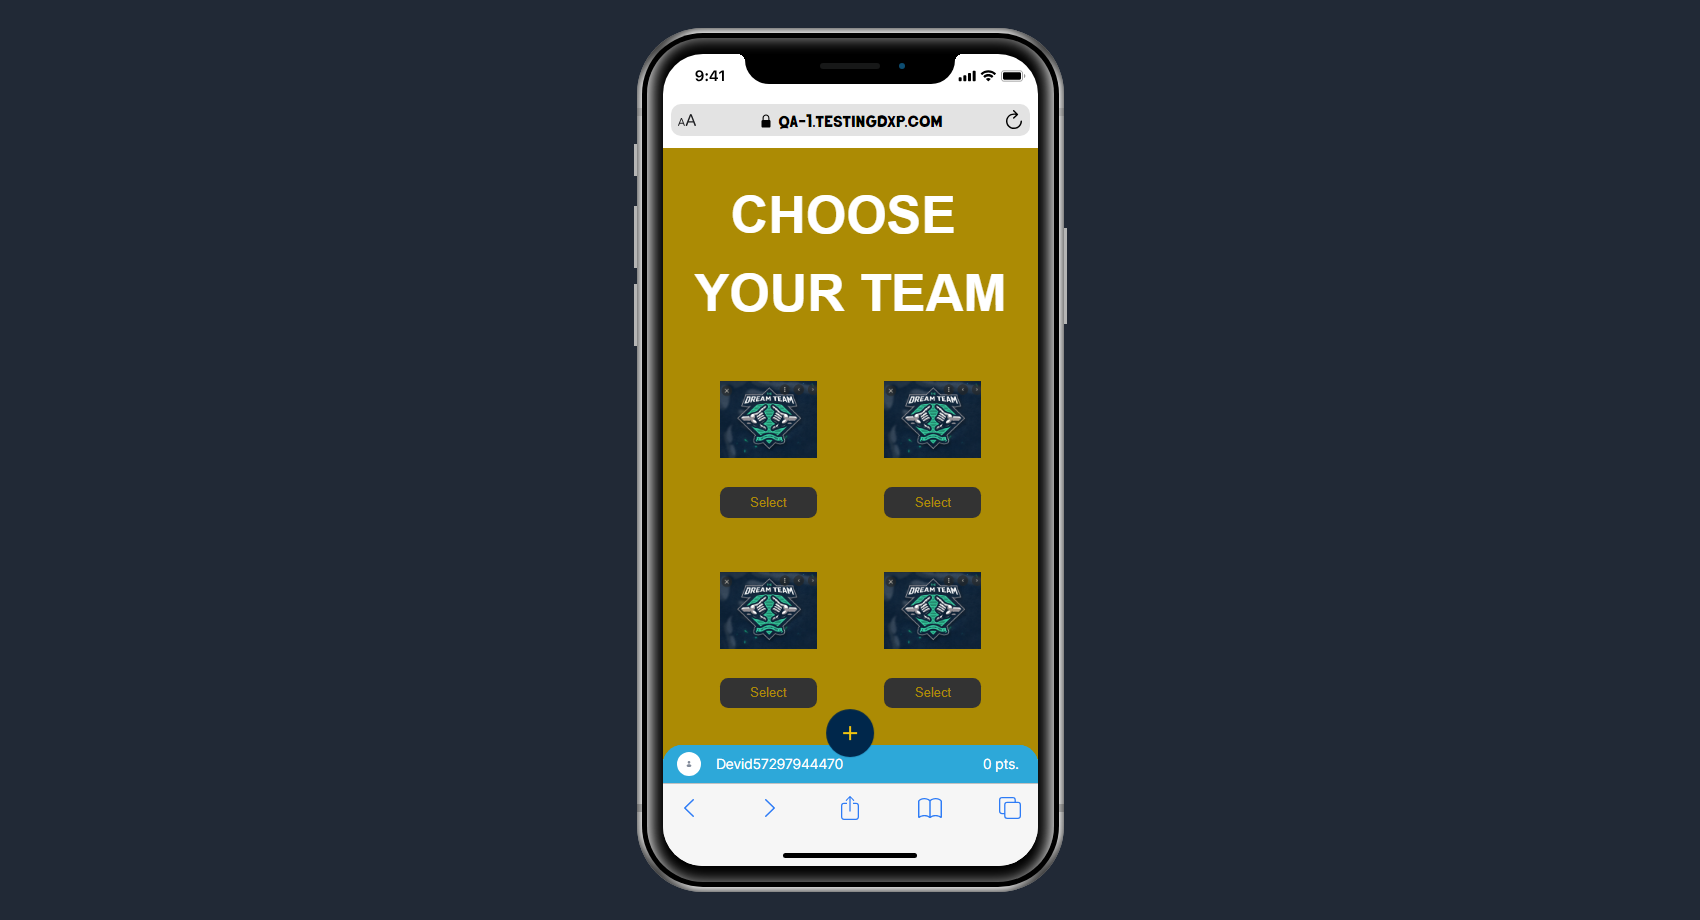 9:41
AA QA-1.TESTINGDXP.COM
CHOOSE
YOUR TEAM
DREAM TEAM DREAM TEAM
Select Select
DREAM TEAM DREAM TEAM
Select Select
+
Devid57297944470 0 pts.